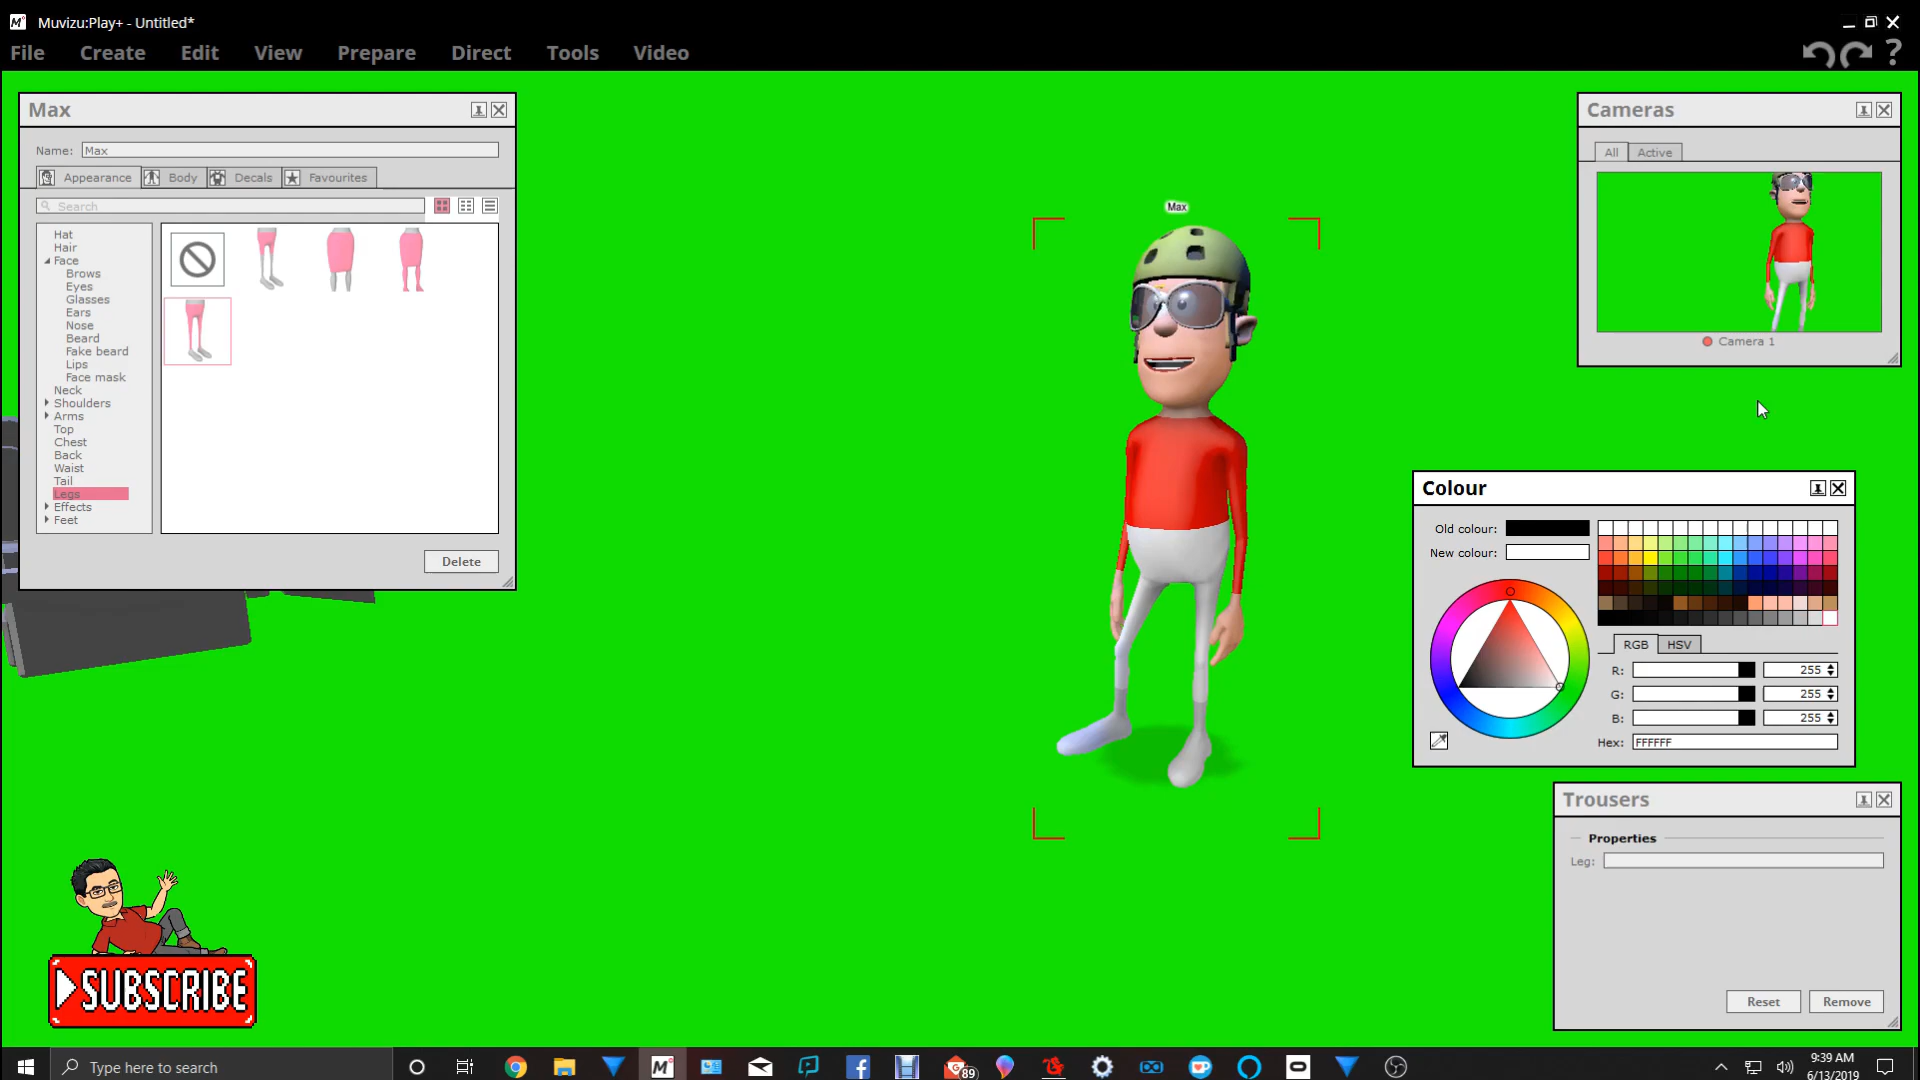 Muvizu:Play+ - Untitled*
File Create Edit View Prepare Direct Tools Video
?
Max
Name: Max
Appearance Body Decals Favourites
Search
Hat
Hair
Face
Brows
Eyes
Glasses
Ears
Nose
Beard
Fake beard
Lips
Face mask
Neck
Shoulders
Arms
Top
Chest
Back
Waist
Tail
Legs
Effects
Feet
Delete
Max
Cameras
All Active
Camera 1
Colour
Old colour:
New colour:
RGB HSV
R: 255
G: 255
B: 255
Hex: FFFFFF
Trousers
Properties
Leg:
Reset Remove
SUBSCRIBE
Type here to search
89
9:39 AM
6/13/2019